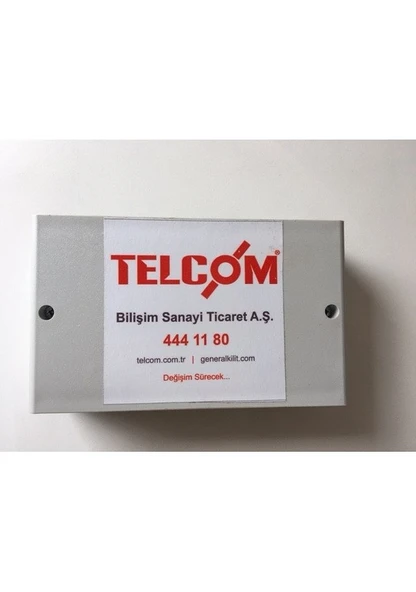 TELCOM®
Bilişim Sanayi Ticaret A.Ş.
444 11 80
telcom.com.tr | generalkilit.com
Değişim Sürecek...